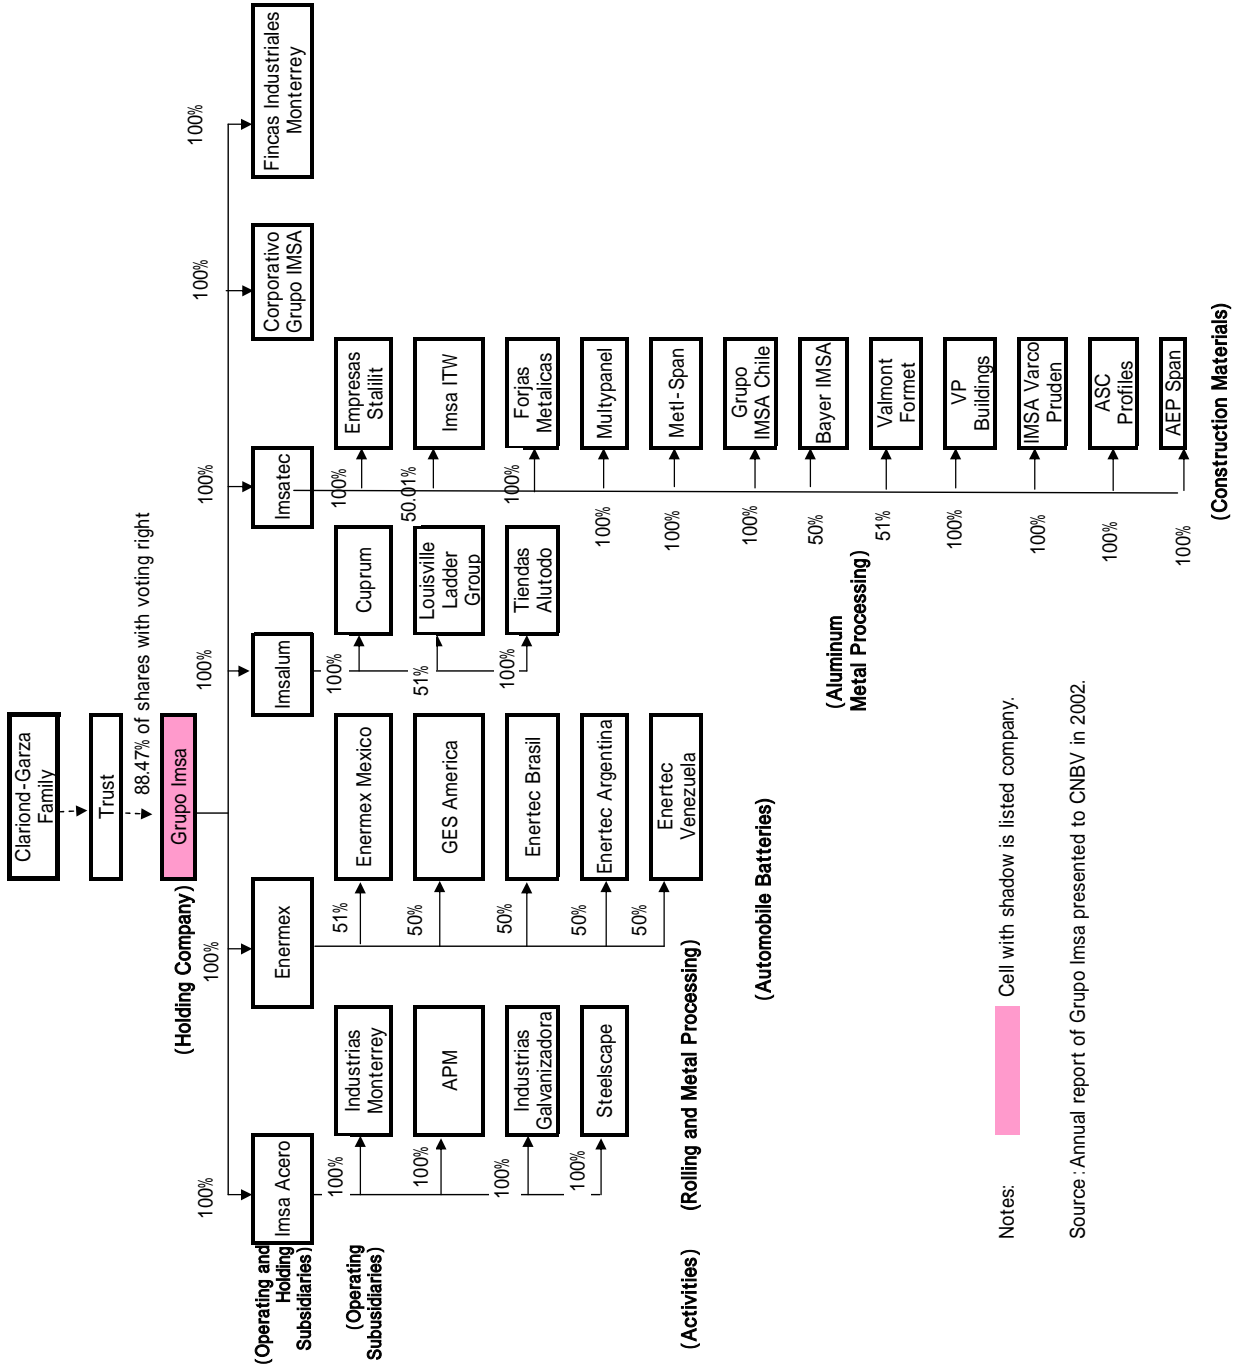 Clariond-Garza
Family
Trust
88.47% of shares with voting right
Grupo Imsa
(Holding Company)
100%
100%
100%
100%
100%
100%
(Operating and
Holding
Subsidiaries)
Imsa Acero
Enermex
Imsalum
Imsatec
Corporativo
Grupo IMSA
Fincas Industriales
Monterrey
(Operating
Subusidiaries)
100%
Industrias
Monterrey
100%
APM
100%
Industrias
Galvanizadora
100%
Steelscape
51%
Enermex Mexico
50%
GES America
50%
Enertec Brasil
50%
Enertec Argentina
50%
Enertec
Venezuela
100%
Cuprum
51%
Louisville
Ladder
Group
100%
Tiendas
Alutodo
100%
Empresas
Stalilit
50.01%
Imsa ITW
100%
Forjas
Metalicas
100%
Multypanel
100%
Metl-Span
100%
Grupo
IMSA Chile
50%
Bayer IMSA
51%
Valmont
Formet
100%
VP
Buildings
100%
IMSA Varco
Pruden
100%
ASC
Profiles
100%
AEP Span
(Activities)
(Rolling and Metal Processing)
(Automobile Batteries)
(Aluminum
Metal Processing)
(Construction Materials)
Notes:
Cell with shadow is listed company.
Source : Annual report of Grupo Imsa presented to CNBV in 2002.